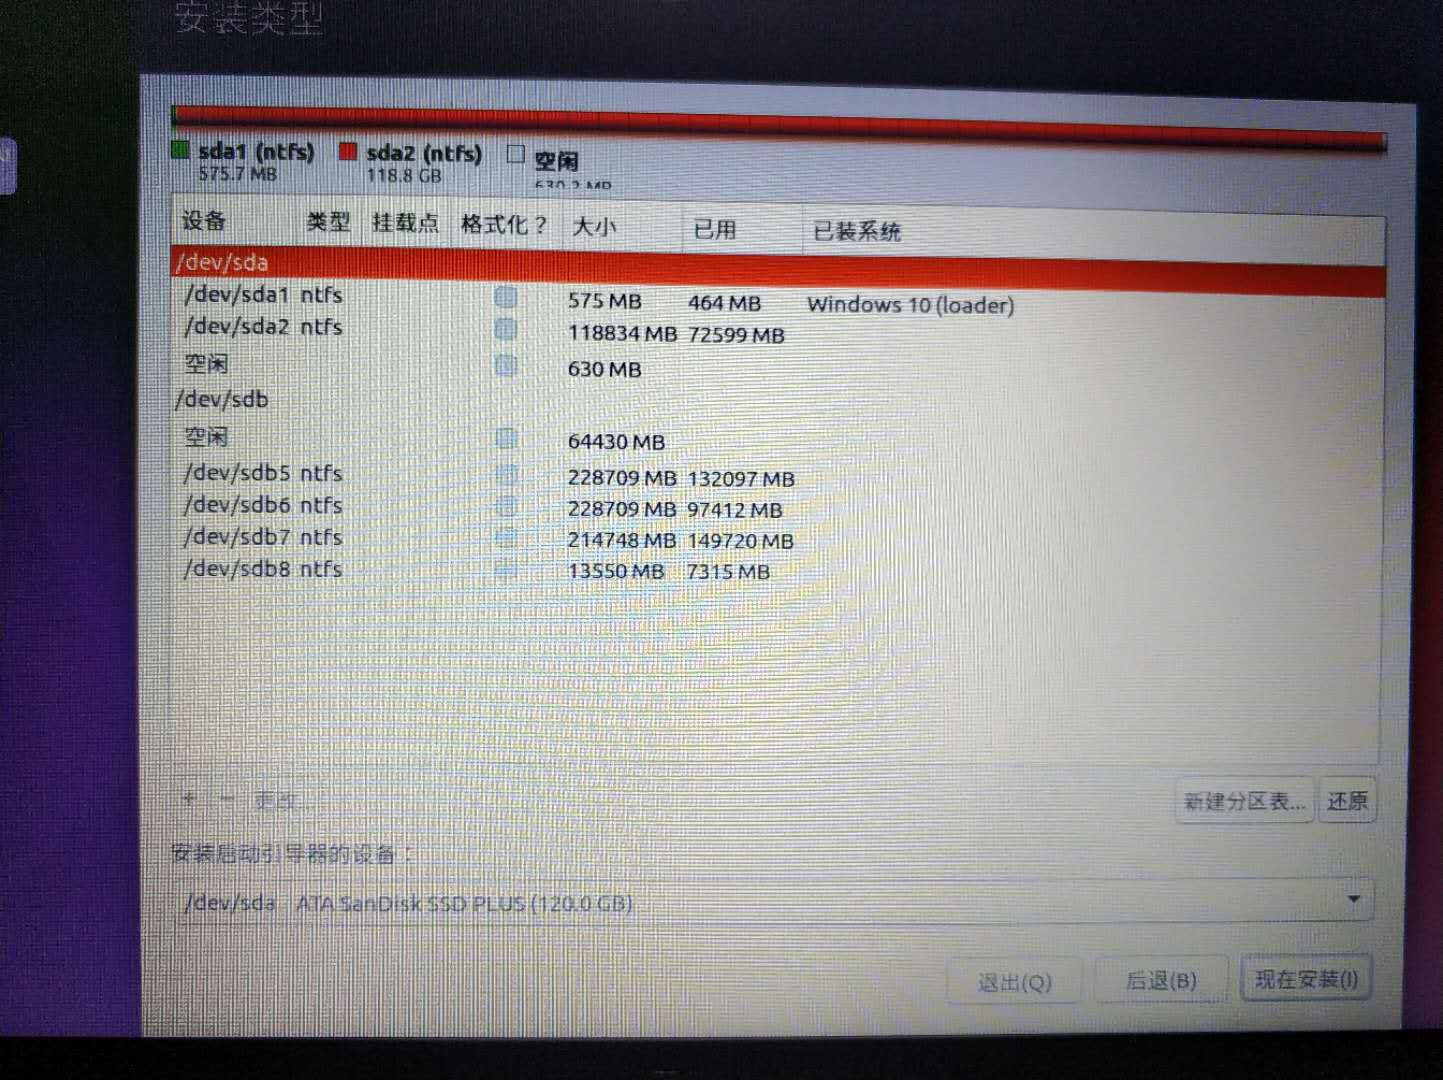 安装类型
sda1 (ntfs) sda2 (ntfs) 空闲
575.7 MB 118.8 GB 630.2 MB
设备 类型 挂载点 格式化？ 大小 已用 已装系统
/dev/sda
/dev/sda1 ntfs 575 MB 464 MB Windows 10 (loader)
/dev/sda2 ntfs 118834 MB 72599 MB
空闲 630 MB
/dev/sdb
空闲 64430 MB
/dev/sdb5 ntfs 228709 MB 132097 MB
/dev/sdb6 ntfs 228709 MB 97412 MB
/dev/sdb7 ntfs 214748 MB 149720 MB
/dev/sdb8 ntfs 13550 MB 7315 MB
+ − 更改...
新建分区表... 还原
安装启动引导器的设备：
/dev/sda ATA SanDisk SSD PLUS (120.0 GB)
退出(Q) 后退(B) 现在安装(I)